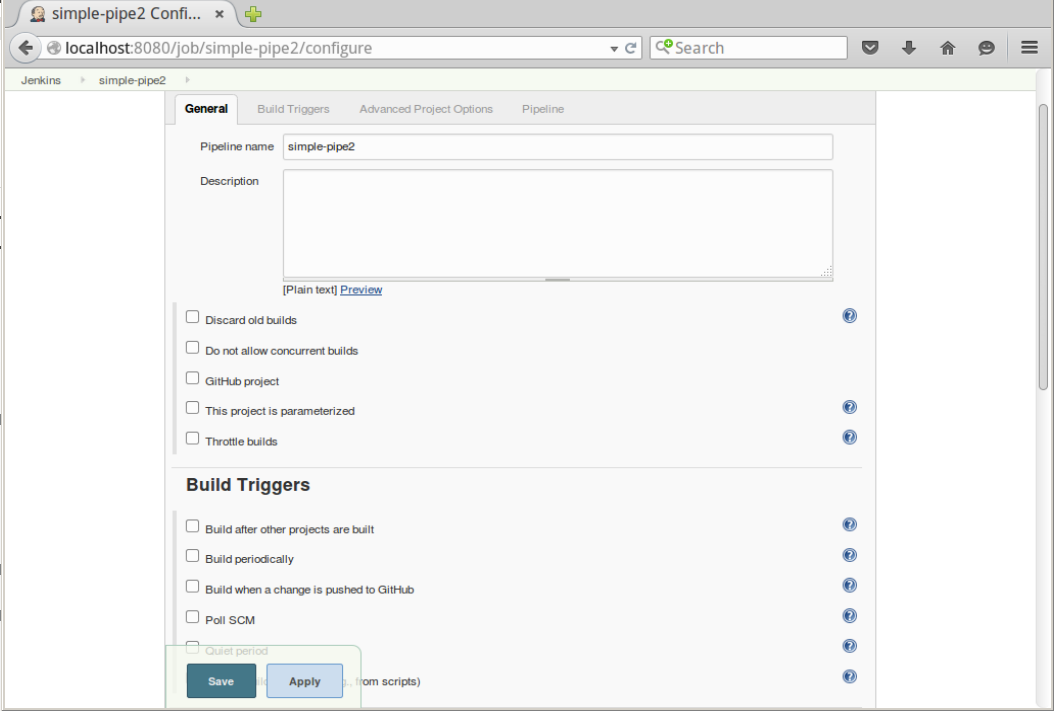 simple-pipe2 Confi... ×
localhost:8080/job/simple-pipe2/configure
Search
Jenkins simple-pipe2
General Build Triggers Advanced Project Options Pipeline
Pipeline name simple-pipe2
Description
[Plain text] Preview
Discard old builds
Do not allow concurrent builds
GitHub project
This project is parameterized
Throttle builds
Build Triggers
Build after other projects are built
Build periodically
Build when a change is pushed to GitHub
Poll SCM
Quiet period
Save Apply from scripts)